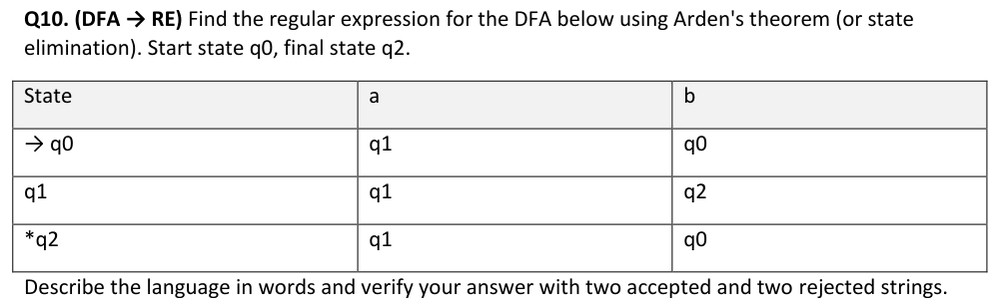 Q10. (DFA → RE) Find the regular expression for the DFA below using Arden's theorem (or state
elimination). Start state q0, final state q2.
State a b
→ q0 q1 q0
q1 q1 q2
*q2 q1 q0
Describe the language in words and verify your answer with two accepted and two rejected strings.